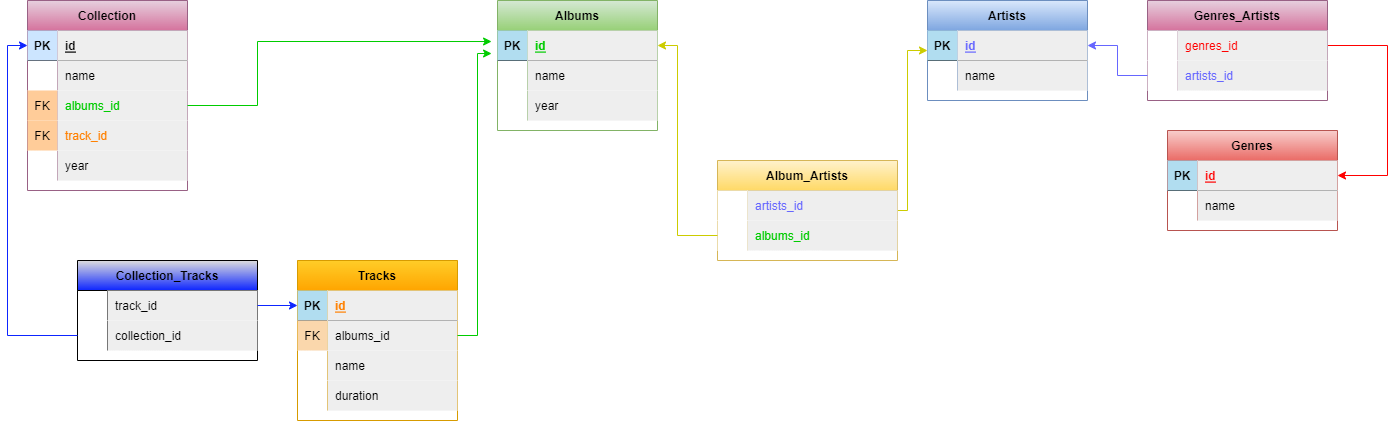 Collection
PK id
name
FK albums_id
FK track_id
year
Albums
PK id
name
year
Artists
PK id
name
Genres_Artists
genres_id
artists_id
Genres
PK id
name
Album_Artists
artists_id
albums_id
Collection_Tracks
track_id
collection_id
Tracks
PK id
FK albums_id
name
duration